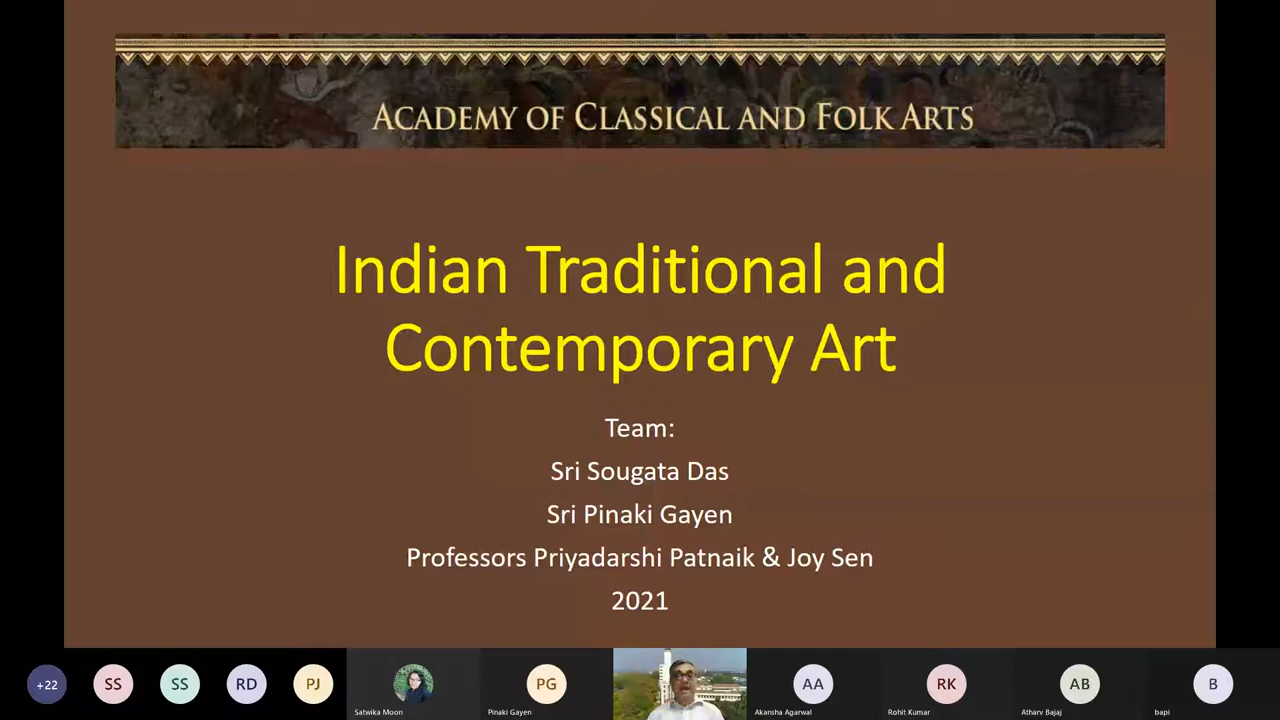 ACADEMY OF CLASSICAL AND FOLK ARTS
Indian Traditional and
Contemporary Art
Team:
Sri Sougata Das
Sri Pinaki Gayen
Professors Priyadarshi Patnaik & Joy Sen
2021
+22
SS
SS
RD
PJ
Satwika Moon
PG
Pinaki Gayen
AA
Akansha Agarwal
RK
Rohit Kumar
AB
Atharv Bajaj
B
bapi